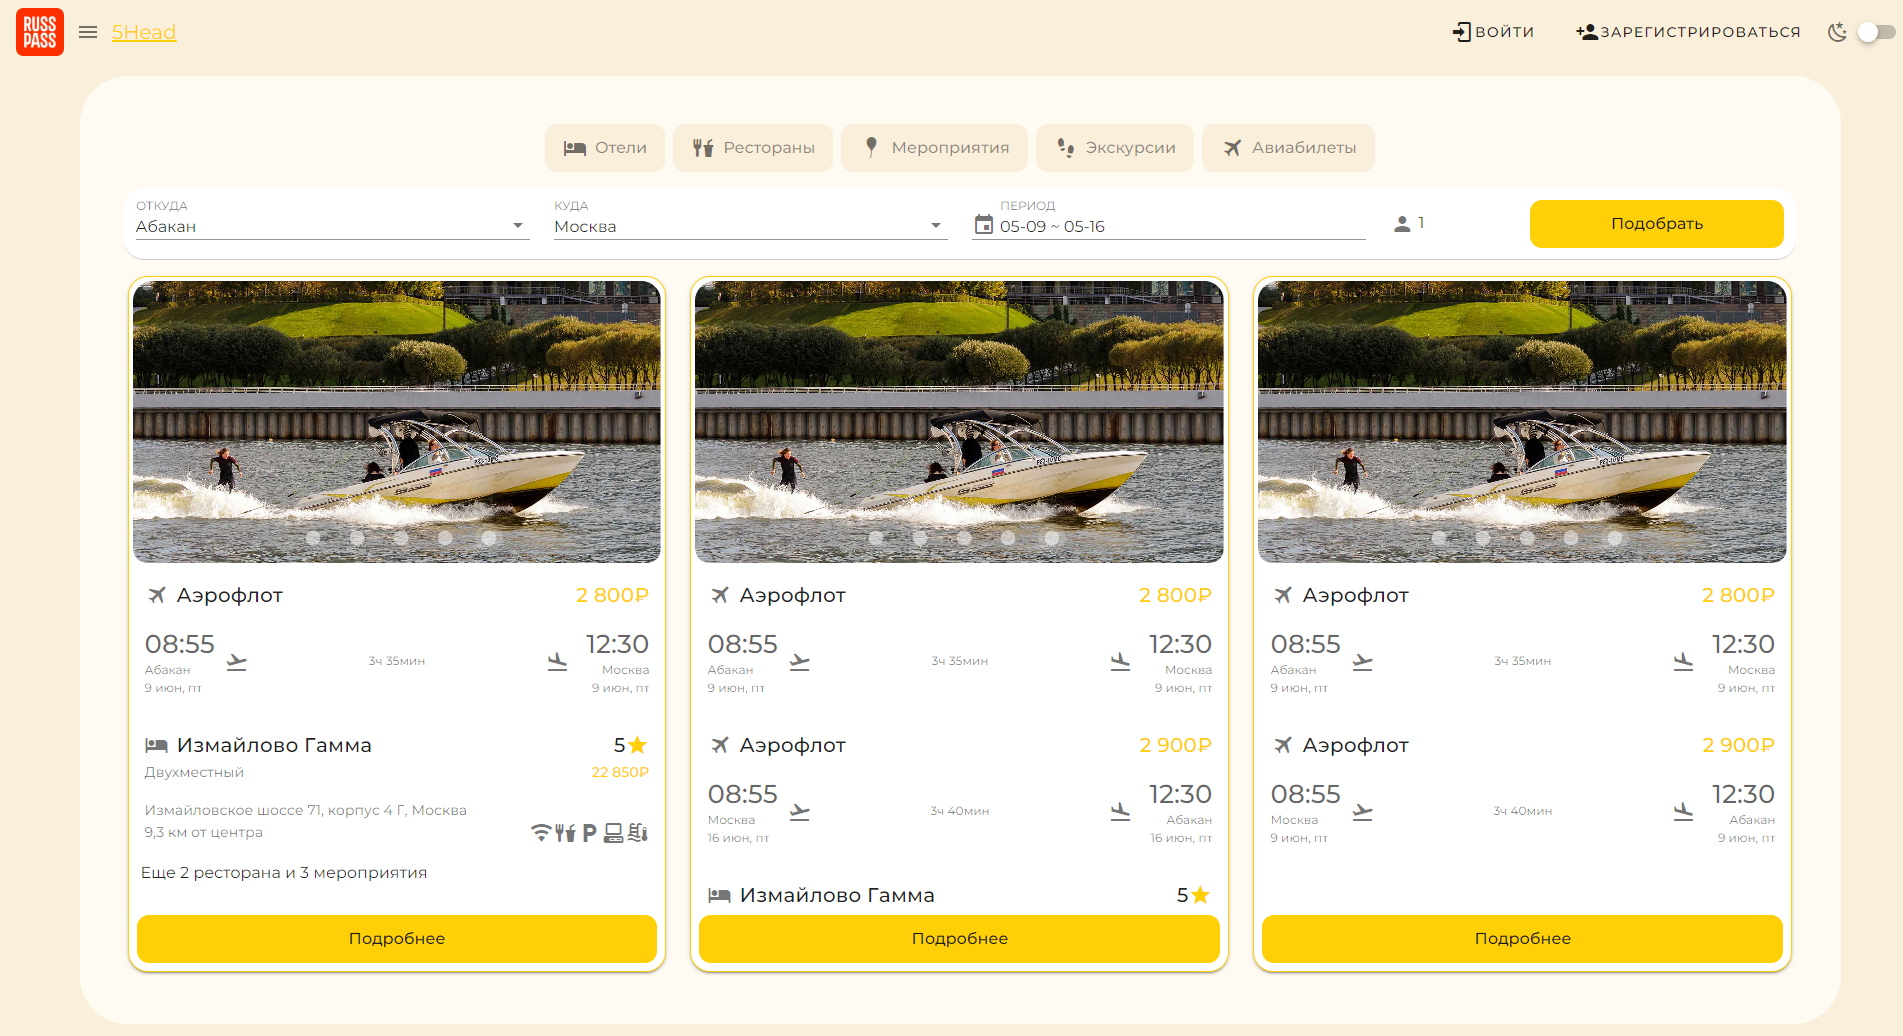 RUSS
PASS
5Head
ВОЙТИ
ЗАРЕГИСТРИРОВАТЬСЯ
Отели
Рестораны
Мероприятия
Экскурсии
Авиабилеты
ОТКУДА
Абакан
КУДА
Москва
ПЕРИОД
05-09 ~ 05-16
1
Подобрать
Аэрофлот
2 800₽
08:55
3ч 35мин
12:30
Абакан
Москва
9 июн, пт
9 июн, пт
Измайлово Гамма
5
Двухместный
22 850₽
Измайловское шоссе 71, корпус 4 Г, Москва
9,3 км от центра
P
Еще 2 ресторана и 3 мероприятия
Подробнее
Аэрофлот
2 800₽
08:55
3ч 35мин
12:30
Абакан
Москва
9 июн, пт
9 июн, пт
Аэрофлот
2 900₽
08:55
3ч 40мин
12:30
Москва
Абакан
16 июн, пт
16 июн, пт
Измайлово Гамма
5
Подробнее
Аэрофлот
2 800₽
08:55
3ч 35мин
12:30
Абакан
Москва
9 июн, пт
9 июн, пт
Аэрофлот
2 900₽
08:55
3ч 40мин
12:30
Москва
Абакан
9 июн, пт
9 июн, пт
Подробнее